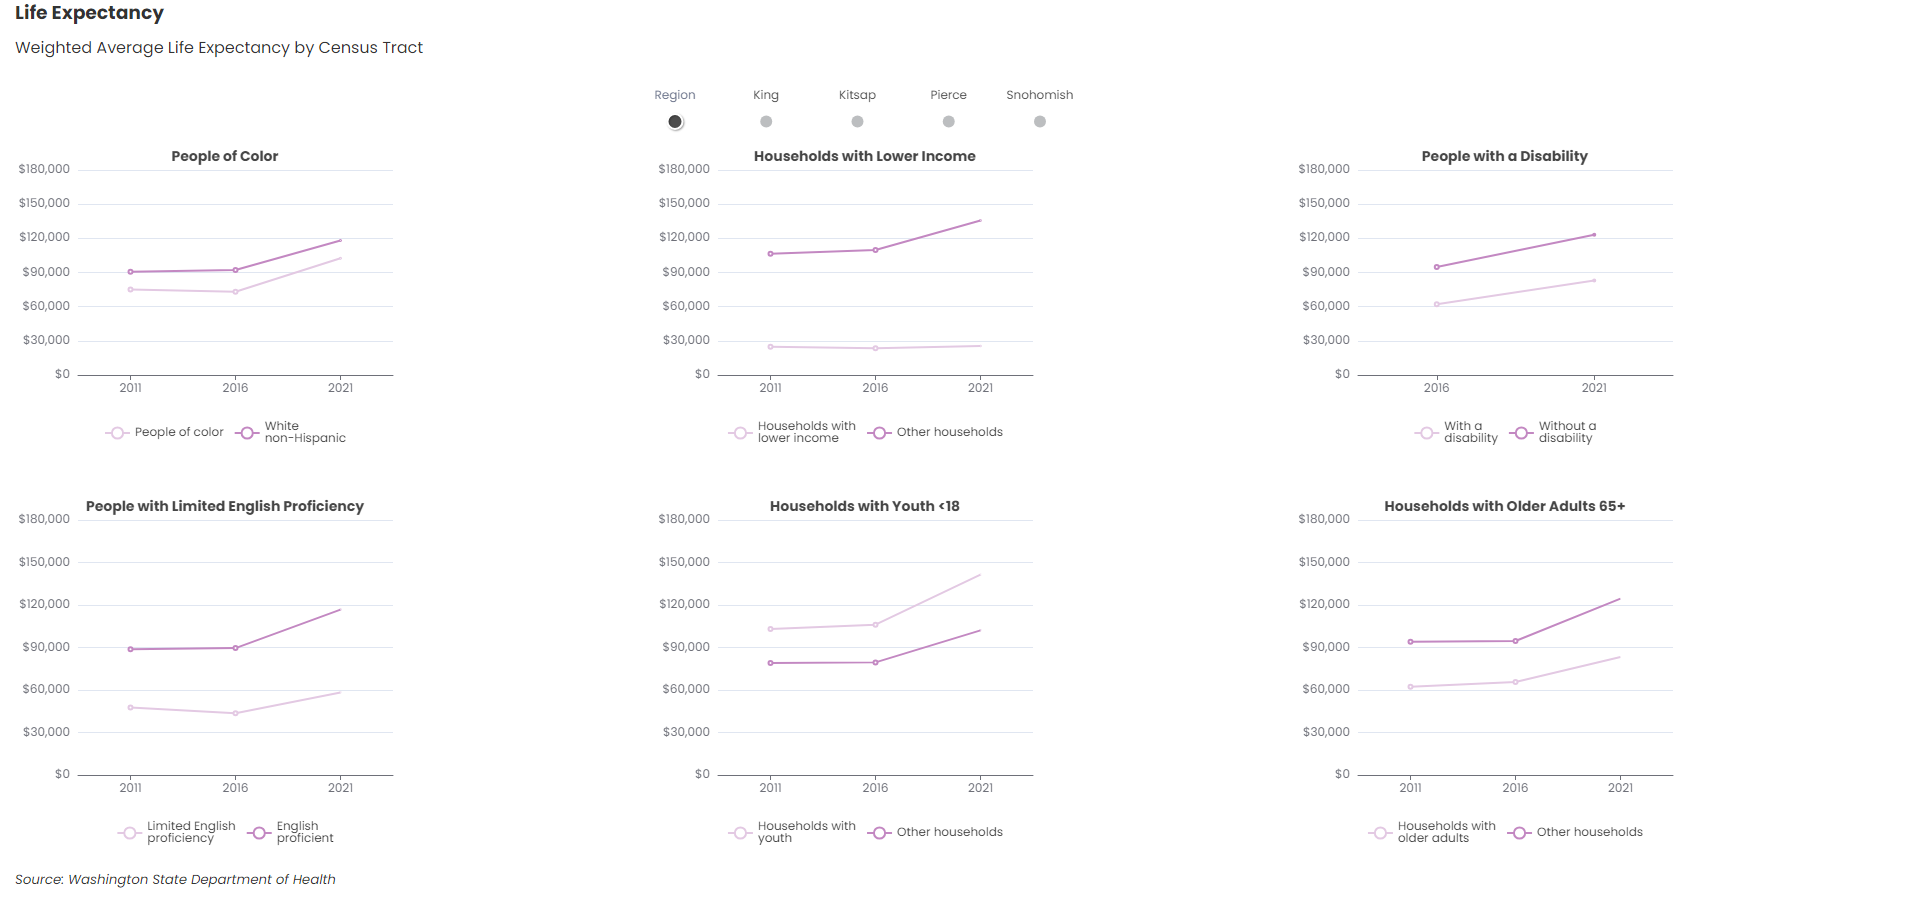 Life Expectancy
Weighted Average Life Expectancy by Census Tract
Region King Kitsap Pierce Snohomish
People of Color
$180,000
$150,000
$120,000
$90,000
$60,000
$30,000
$0
2011 2016 2021
People of color
White
non-Hispanic
Households with Lower Income
$180,000
$150,000
$120,000
$90,000
$60,000
$30,000
$0
2011 2016 2021
Households with
lower income
Other households
People with a Disability
$180,000
$150,000
$120,000
$90,000
$60,000
$30,000
$0
2016 2021
With a
disability
Without a
disability
People with Limited English Proficiency
$180,000
$150,000
$120,000
$90,000
$60,000
$30,000
$0
2011 2016 2021
Limited English
proficiency
English
proficient
Households with Youth <18
$180,000
$150,000
$120,000
$90,000
$60,000
$30,000
$0
2011 2016 2021
Households with
youth
Other households
Households with Older Adults 65+
$180,000
$150,000
$120,000
$90,000
$60,000
$30,000
$0
2011 2016 2021
Households with
older adults
Other households
Source: Washington State Department of Health